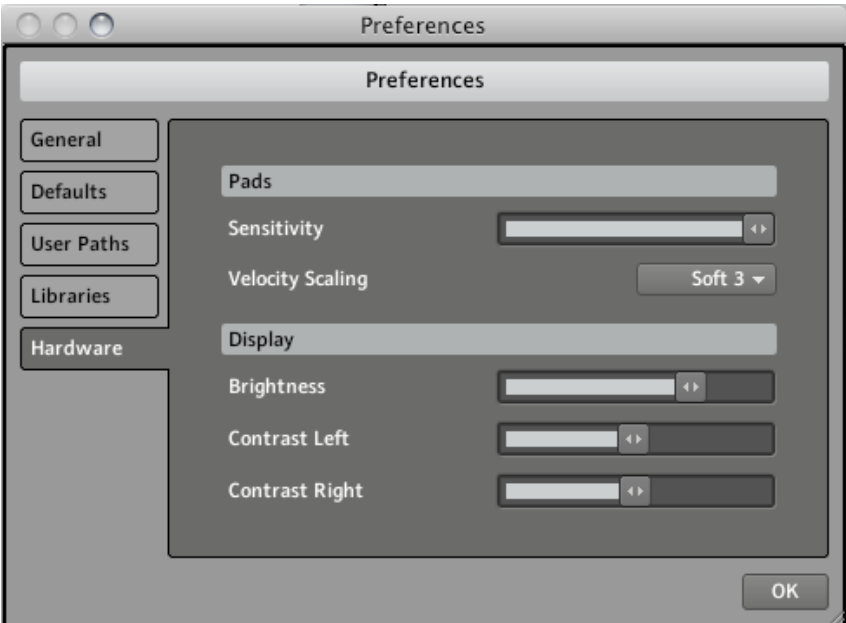 Preferences
Preferences
General
Defaults
User Paths
Libraries
Hardware
Pads
Sensitivity
Velocity Scaling Soft 3
Display
Brightness
Contrast Left
Contrast Right
OK